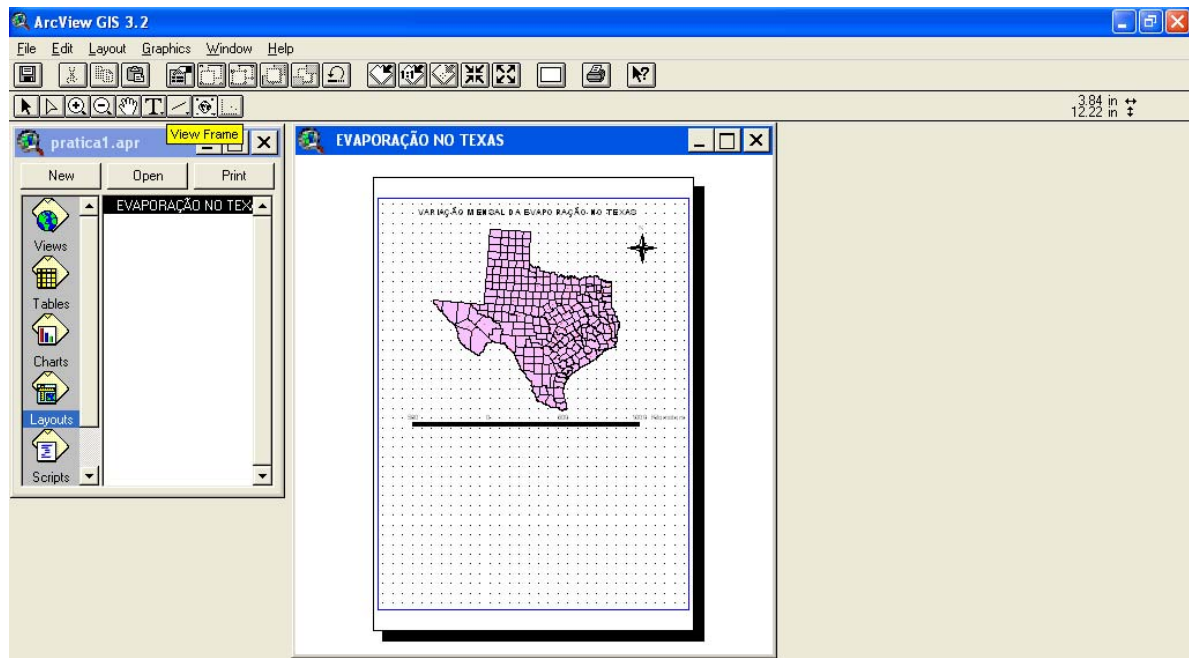 ArcView GIS 3.2
File Edit Layout Graphics Window Help
3.84 in
12.22 in
View Frame
pratica1.apr
New Open Print
Views
Tables
Charts
Layouts
Scripts
EVAPORAÇÃO NO TEX
EVAPORAÇÃO NO TEXAS
VARIAÇÃO MENSAL DA EVAPORAÇÃO NO TEXAS
N